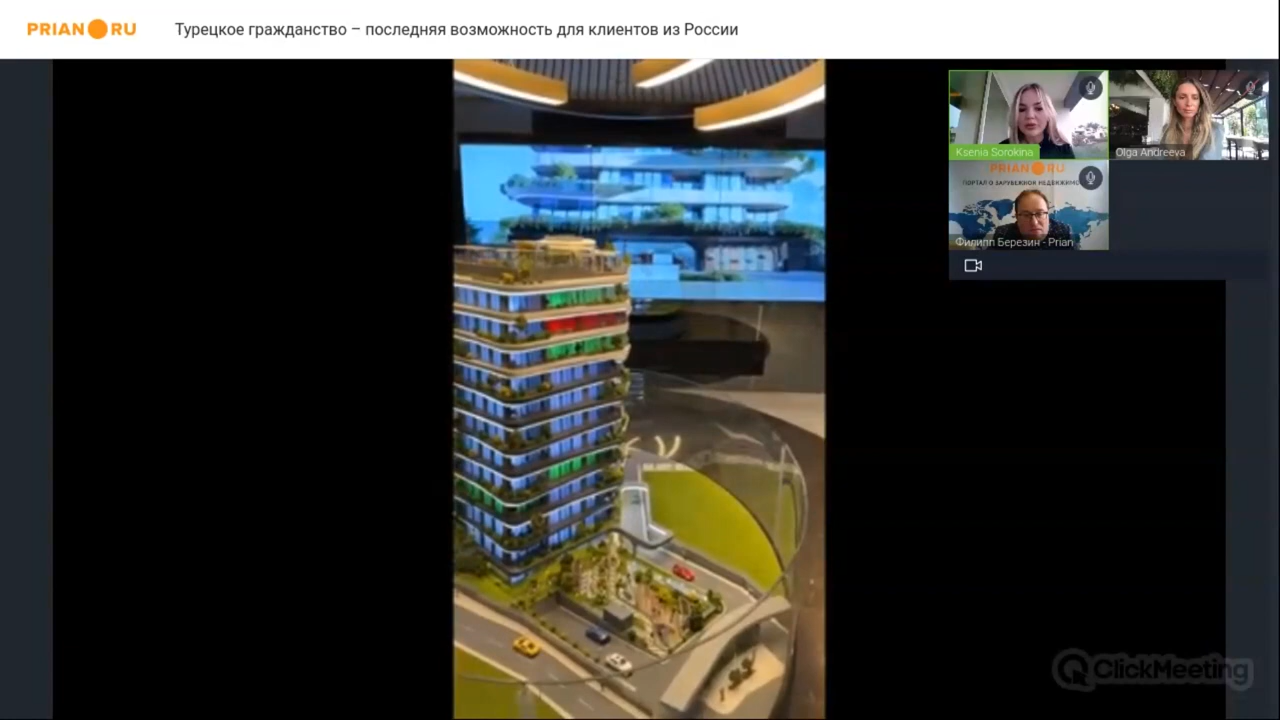 PRIAN RU
Турецкое гражданство – последняя возможность для клиентов из России
Ksenia Sorokina
Olga Andreeva
PRIAN RU
ПОРТАЛ О ЗАРУБЕЖНОЙ НЕДВИЖИМО
Филипп Березин - Prian
ClickMeeting